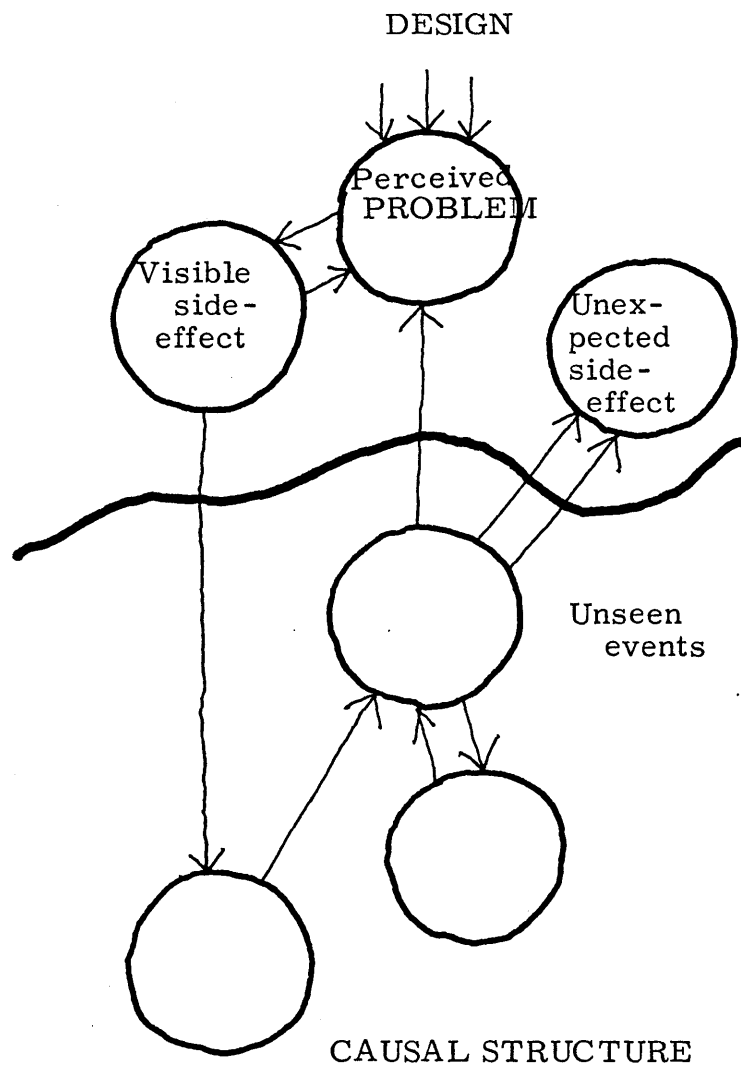 DESIGN
Perceived
PROBLEM
Visible
side-
effect
Unex-
pected
side-
effect
Unseen
events
CAUSAL STRUCTURE